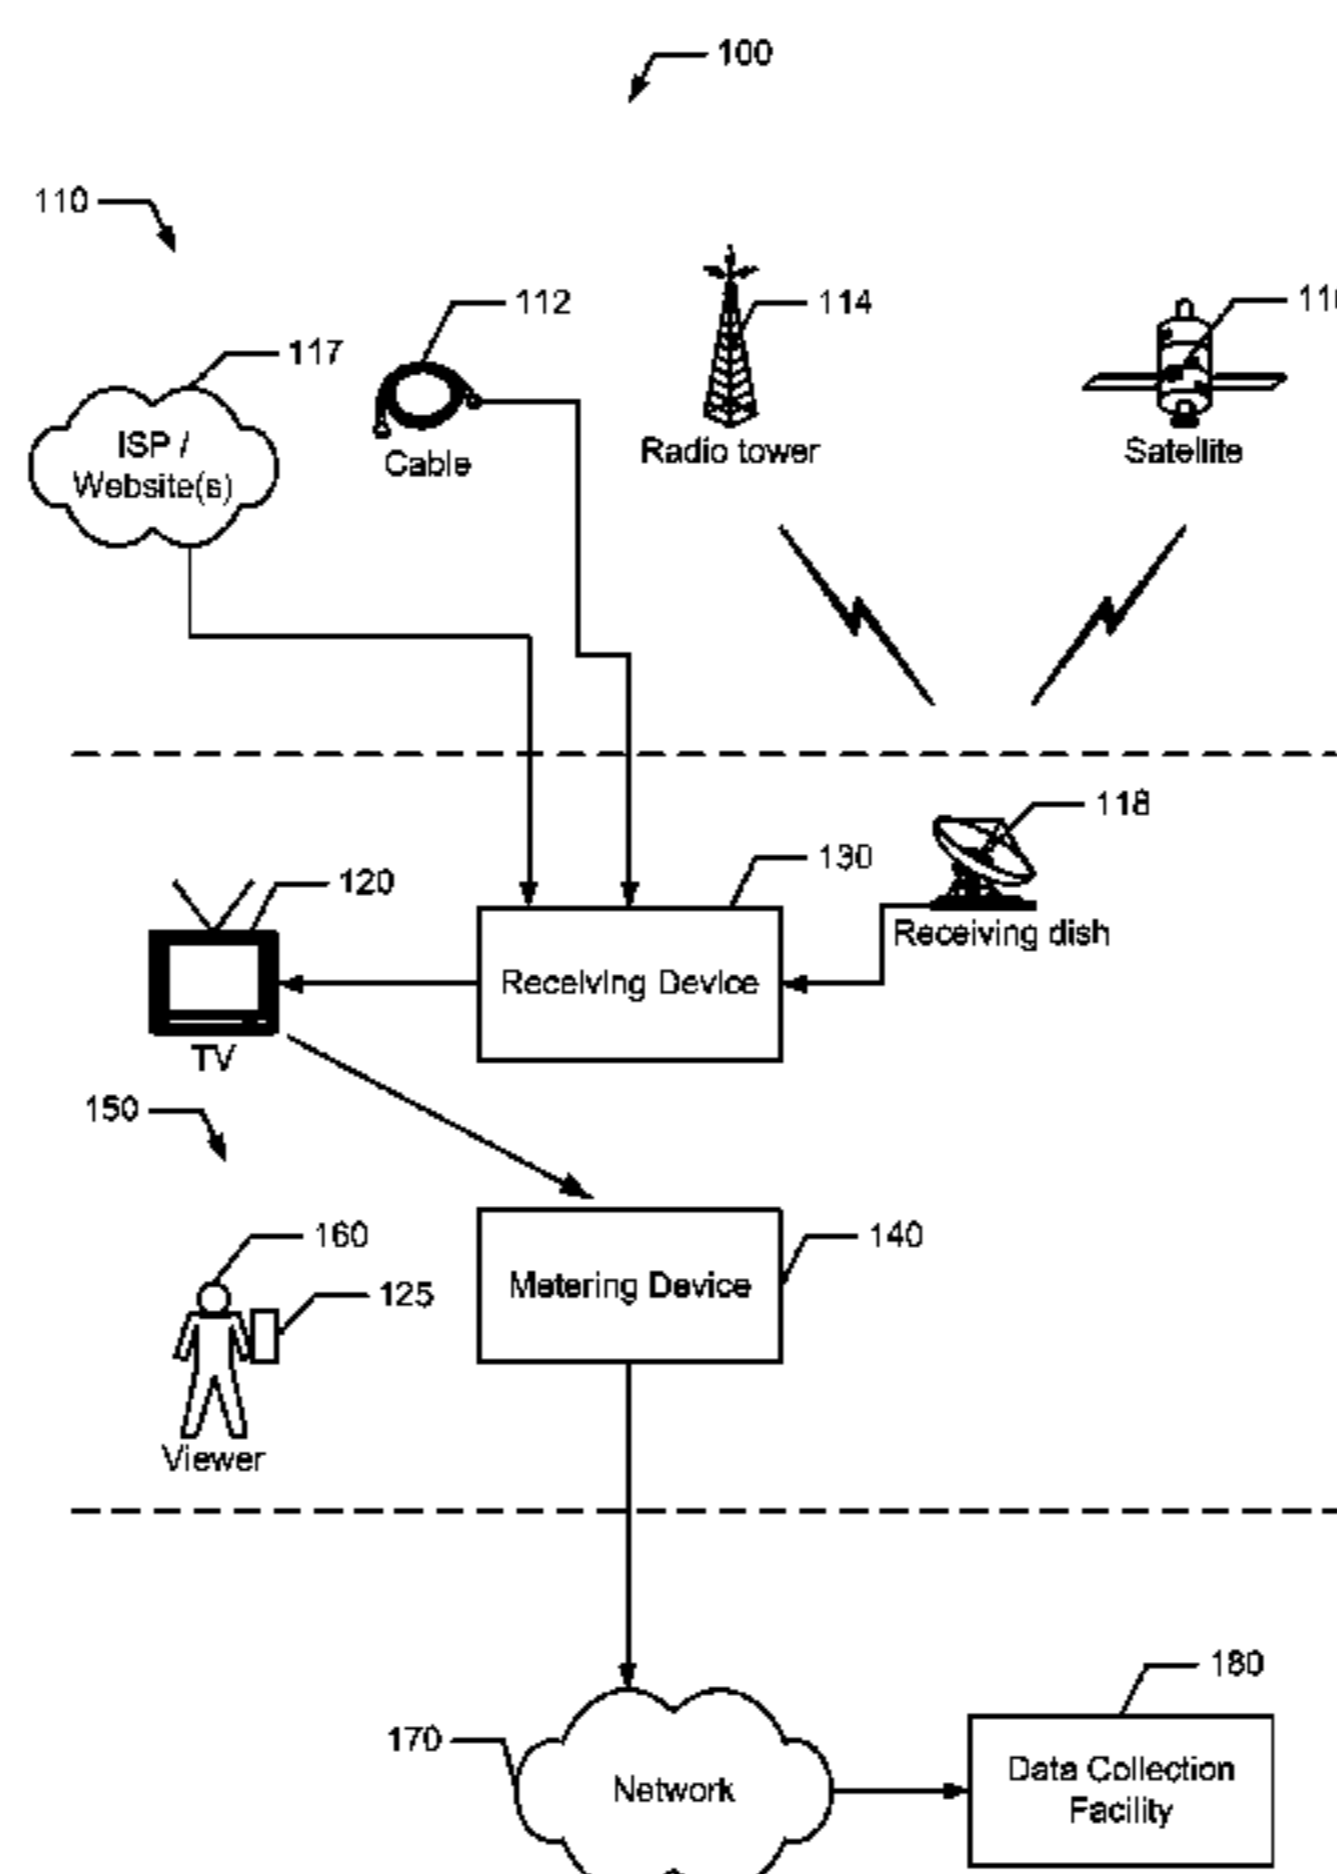 100
110
112
114
117
ISP /
Website(s)
Cable
Radio tower
Satellite
118
130
120
Receiving dish
Receiving Device
TV
150
160
140
125
Metering Device
Viewer
180
170
Network
Data Collection
Facility